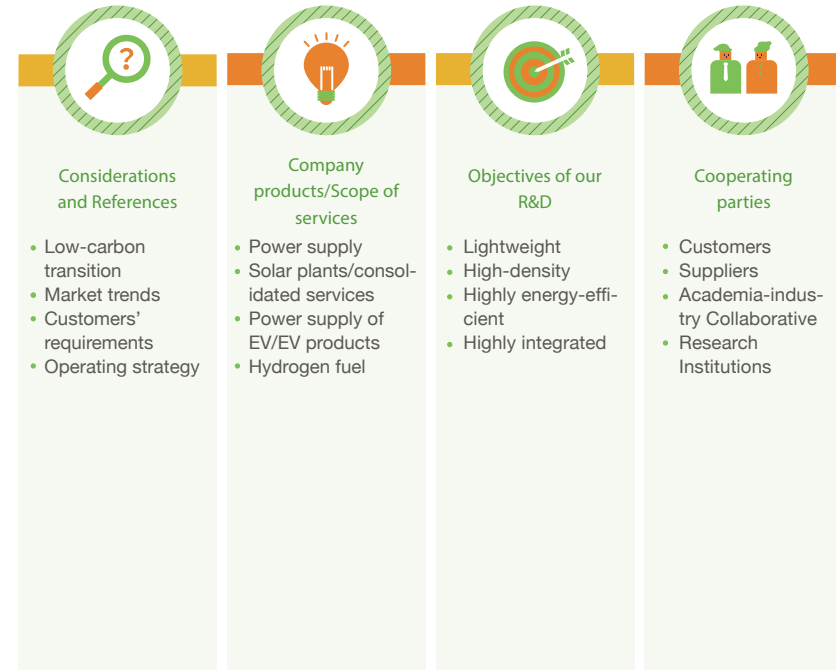 ?
Considerations
and References
• Low-carbon
transition
• Market trends
• Customers’
requirements
• Operating strategy
Company
products/Scope of
services
• Power supply
• Solar plants/consol-
idated services
• Power supply of
EV/EV products
• Hydrogen fuel
Objectives of our
R&D
• Lightweight
• High-density
• Highly energy-effi-
cient
• Highly integrated
Cooperating
parties
• Customers
• Suppliers
• Academia-indus-
try Collaborative
• Research
Institutions